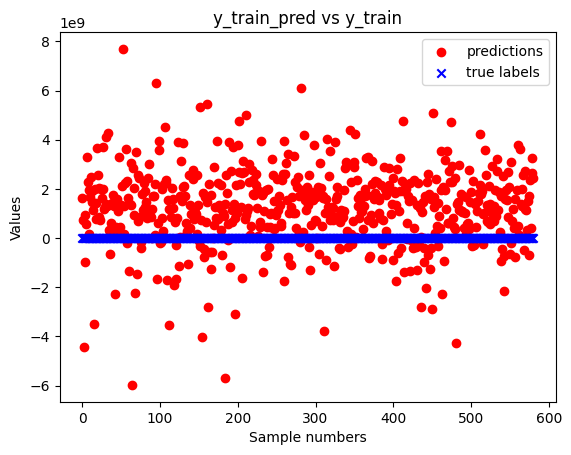 y_train_pred vs y_train
1e9
predictions
true labels
8
6
4
2
0
−2
−4
−6
Values
0 100 200 300 400 500 600
Sample numbers